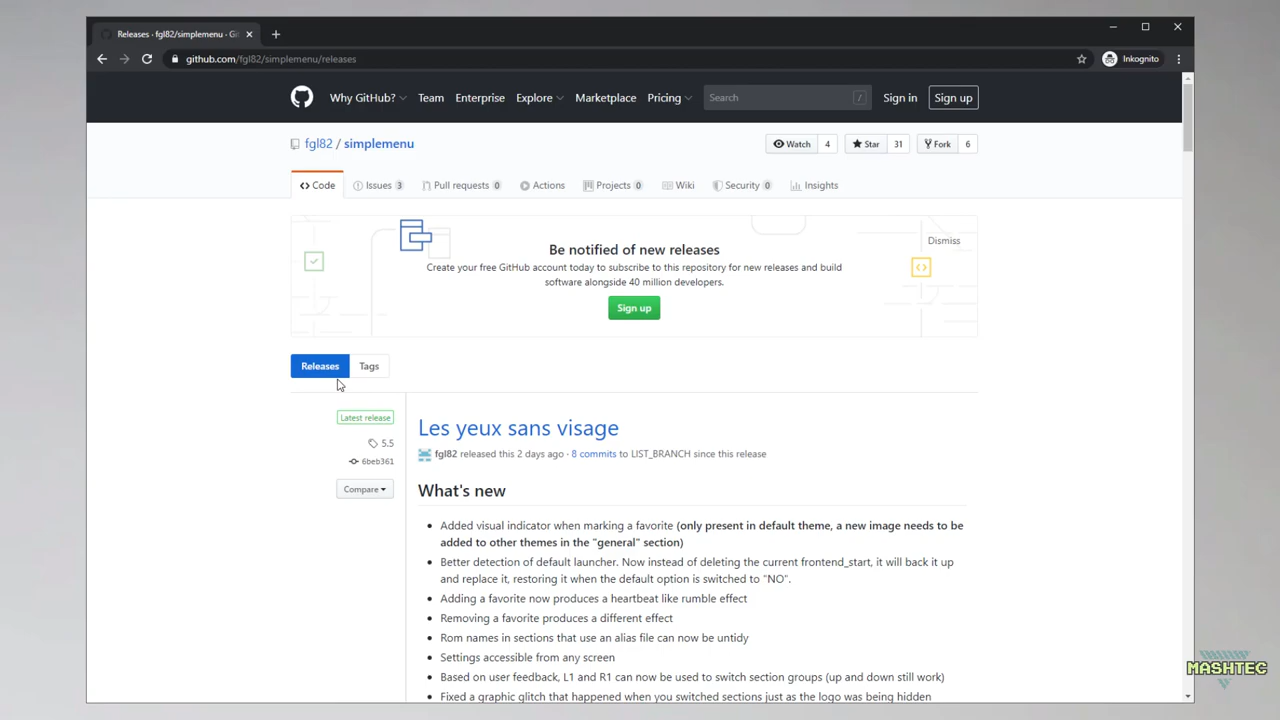 Releases · fgl82/simplemenu · Gi
github.com/fgl82/simplemenu/releases
Inkognito
Why GitHub? Team Enterprise Explore Marketplace Pricing Search / Sign in Sign up
fgl82 / simplemenu
Watch 4 Star 31 Fork 6
Code Issues 3 Pull requests 0 Actions Projects 0 Wiki Security 0 Insights
Be notified of new releases
Dismiss
Create your free GitHub account today to subscribe to this repository for new releases and build
software alongside 40 million developers.
Sign up
Releases Tags
Latest release
Les yeux sans visage
5.5
fgl82 released this 2 days ago · 8 commits to LIST_BRANCH since this release
6beb361
Compare
What's new
Added visual indicator when marking a favorite (only present in default theme, a new image needs to be
added to other themes in the "general" section)
Better detection of default launcher. Now instead of deleting the current frontend_start, it will back it up
and replace it, restoring it when the default option is switched to "NO".
Adding a favorite now produces a heartbeat like rumble effect
Removing a favorite produces a different effect
Rom names in sections that use an alias file can now be untidy
Settings accessible from any screen
Based on user feedback, L1 and R1 can now be used to switch section groups (up and down still work)
Fixed a graphic glitch that happened when you switched sections just as the logo was being hidden
MASHTEC